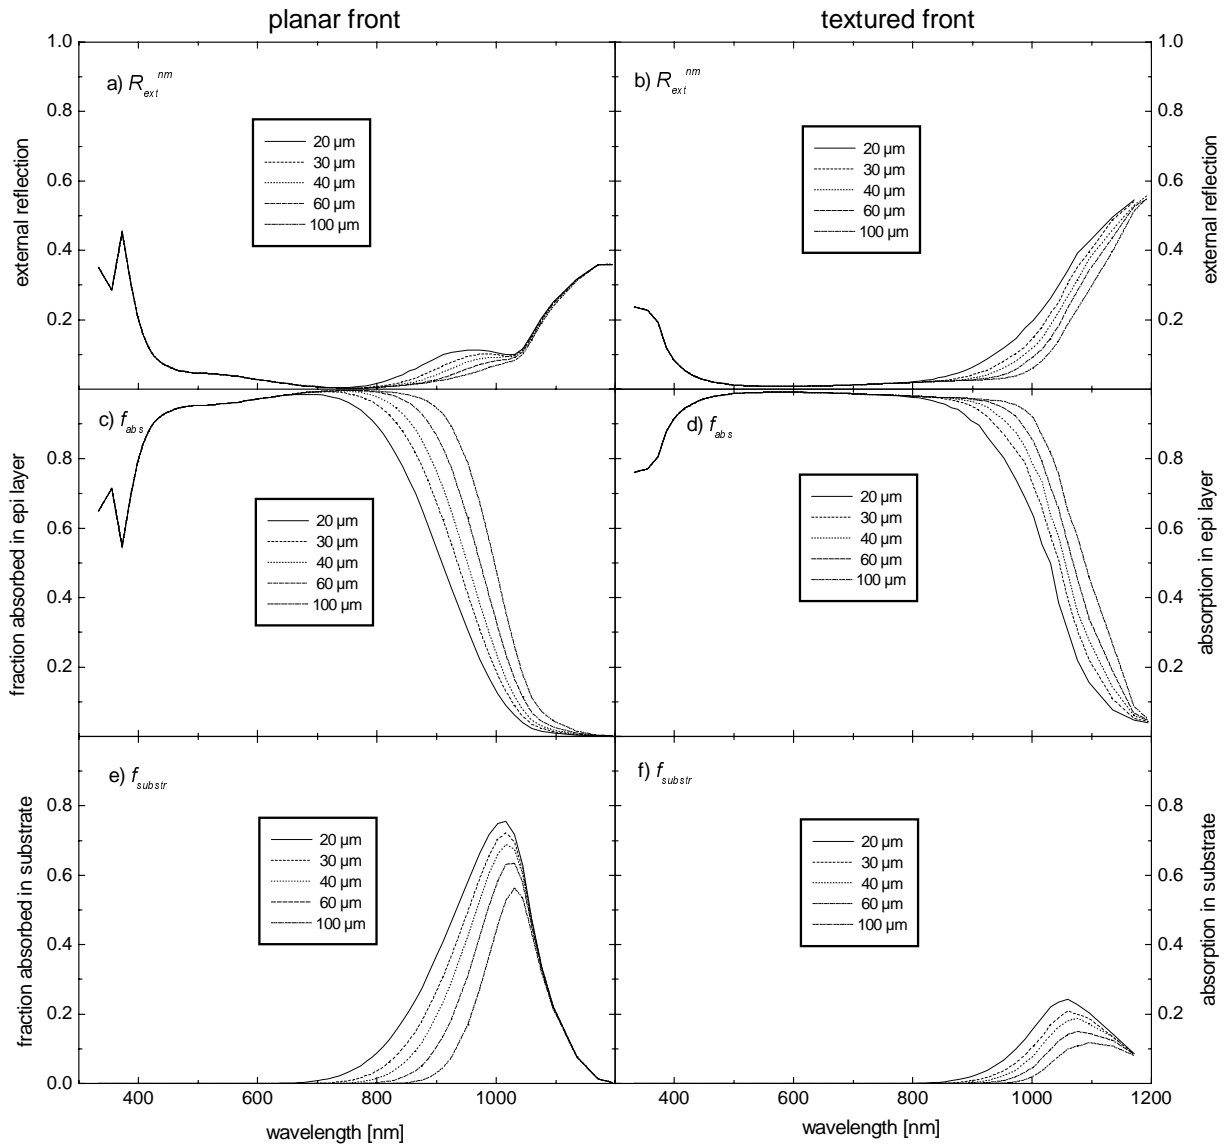 planar front
textured front
1.0
0.8
0.6
0.4
0.2
external reflection
a) R_ext^nm
20 µm
30 µm
40 µm
60 µm
100 µm
b) R_ext^nm
20 µm
30 µm
40 µm
60 µm
100 µm
1.0
0.8
0.6
0.4
0.2
external reflection
0.8
0.6
0.4
0.2
fraction absorbed in epi layer
c) f_abs
20 µm
30 µm
40 µm
60 µm
100 µm
d) f_abs
20 µm
30 µm
40 µm
60 µm
100 µm
0.8
0.6
0.4
0.2
absorption in epi layer
0.8
0.6
0.4
0.2
0.0
fraction absorbed in substrate
e) f_substr
20 µm
30 µm
40 µm
60 µm
100 µm
f) f_substr
20 µm
30 µm
40 µm
60 µm
100 µm
0.8
0.6
0.4
0.2
0.0
absorption in substrate
400
600
800
1000
wavelength [nm]
400
600
800
1000
1200
wavelength [nm]